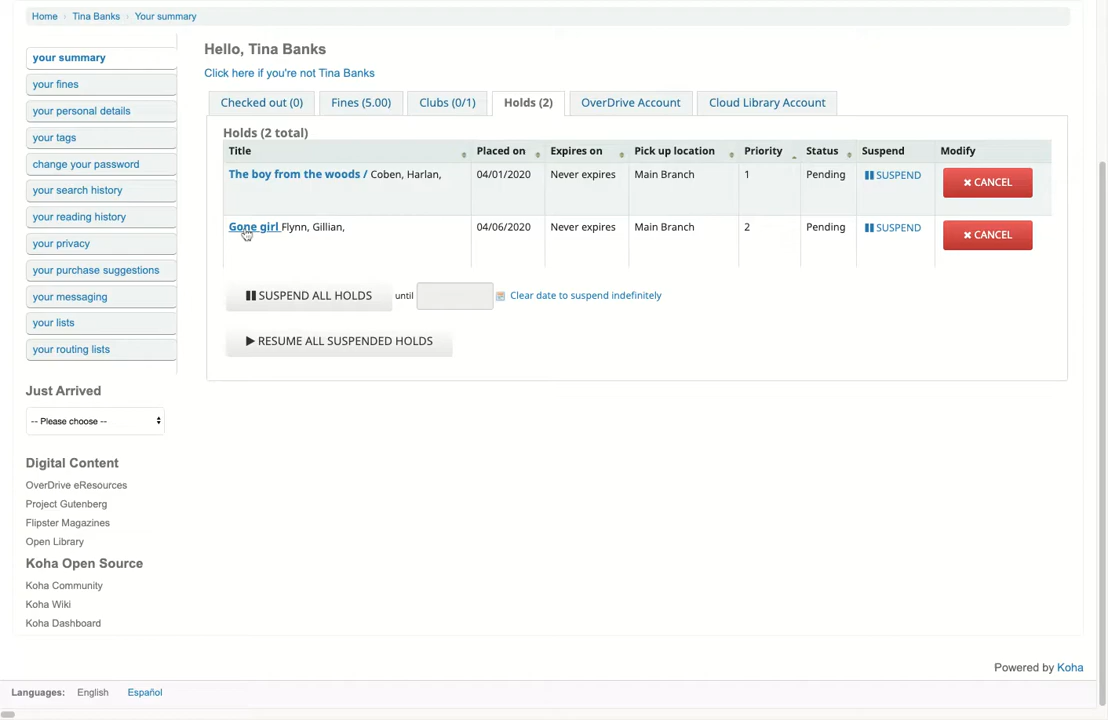 Home › Tina Banks › Your summary
your summary
your fines
your personal details
your tags
change your password
your search history
your reading history
your privacy
your purchase suggestions
your messaging
your lists
your routing lists
Just Arrived
-- Please choose --
Digital Content
OverDrive eResources
Project Gutenberg
Flipster Magazines
Open Library
Koha Open Source
Koha Community
Koha Wiki
Koha Dashboard
Hello, Tina Banks
Click here if you're not Tina Banks
Checked out (0) Fines (5.00) Clubs (0/1) Holds (2) OverDrive Account Cloud Library Account
Holds (2 total)
Title Placed on Expires on Pick up location Priority Status Suspend Modify
The boy from the woods / Coben, Harlan, 04/01/2020 Never expires Main Branch 1 Pending SUSPEND CANCEL
Gone girl Flynn, Gillian, 04/06/2020 Never expires Main Branch 2 Pending SUSPEND CANCEL
SUSPEND ALL HOLDS until Clear date to suspend indefinitely
RESUME ALL SUSPENDED HOLDS
Powered by Koha
Languages: English Español